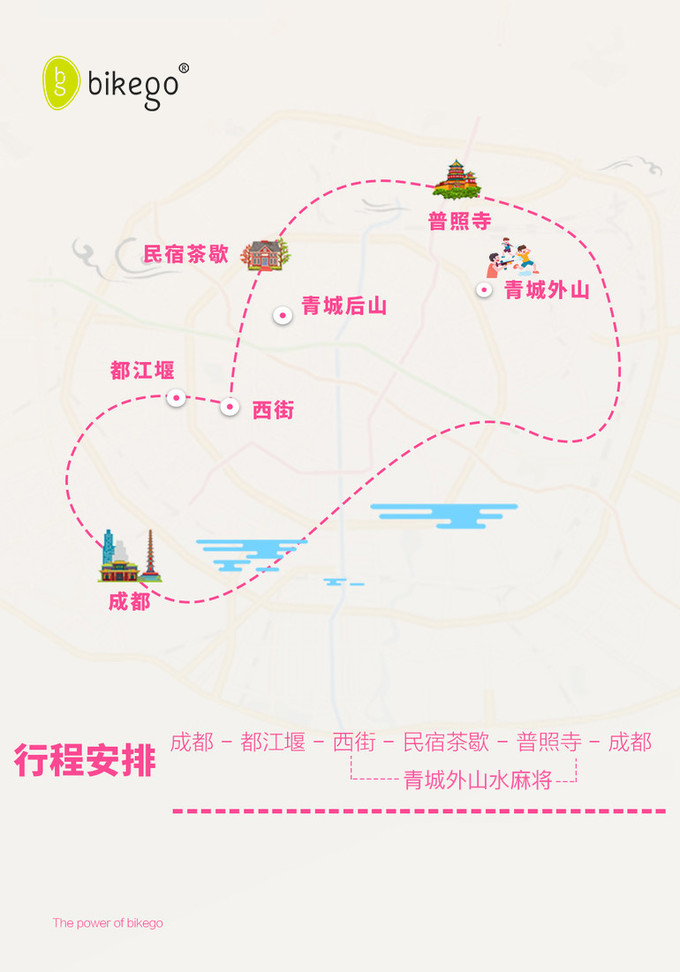 bikego®
普照寺
民宿茶歇
青城外山
青城后山
都江堰
西街
成都
行程安排
成都 – 都江堰 – 西街 – 民宿茶歇 – 普照寺 – 成都
青城外山水麻将
The power of bikego